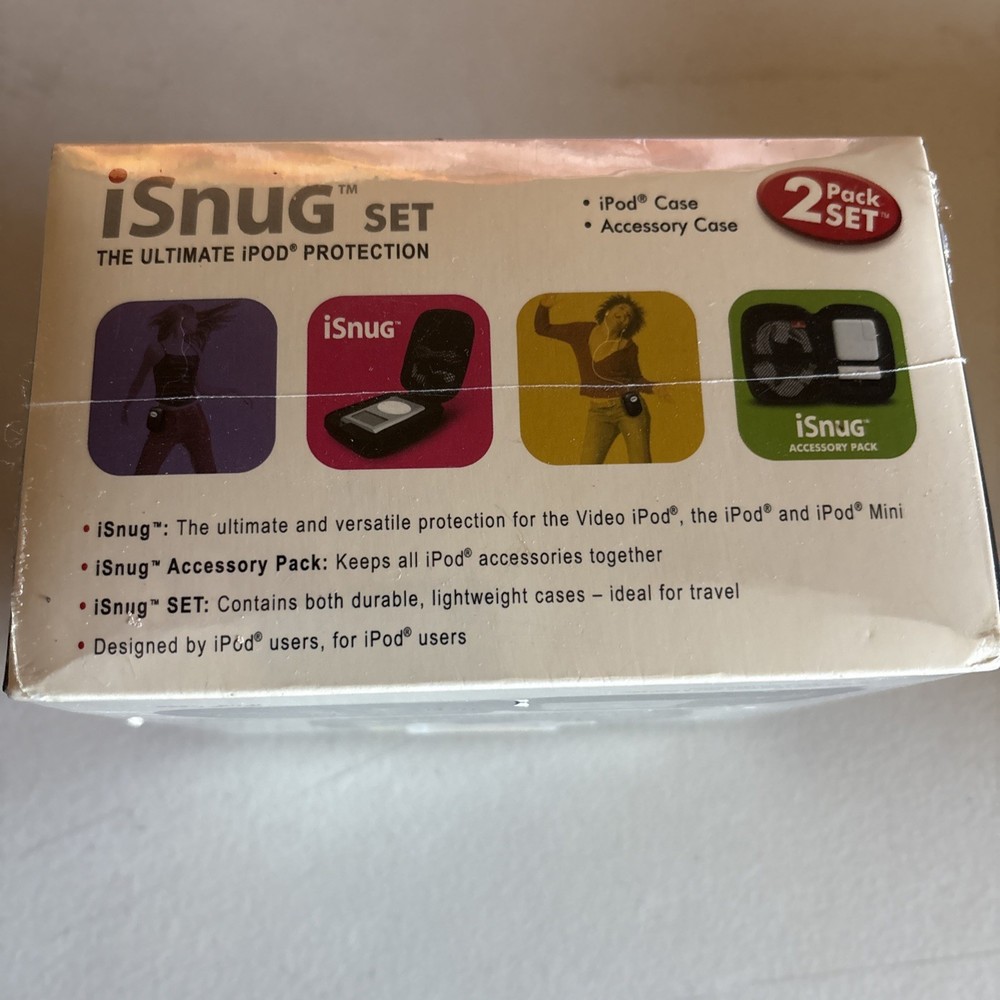 iSnuG™ SET
THE ULTIMATE iPOD® PROTECTION
• iPod® Case
• Accessory Case
2 Pack SET™
iSnuG™
iSnuG™
ACCESSORY PACK
• iSnug™: The ultimate and versatile protection for the Video iPod®, the iPod® and iPod® Mini
• iSnug™ Accessory Pack: Keeps all iPod® accessories together
• iSnug™ SET: Contains both durable, lightweight cases – ideal for travel
• Designed by iPod® users, for iPod® users